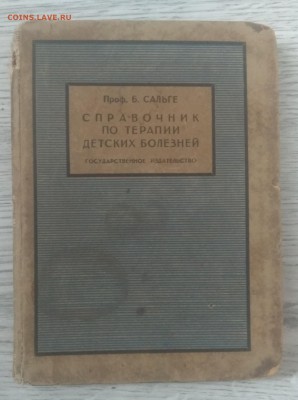 COINS.LAVE.RU
Проф. Б. САЛЬГЕ
СПРАВОЧНИК
ПО ТЕРАПИИ
ДЕТСКИХ БОЛЕЗНЕЙ
ГОСУДАРСТВЕННОЕ ИЗДАТЕЛЬСТВО